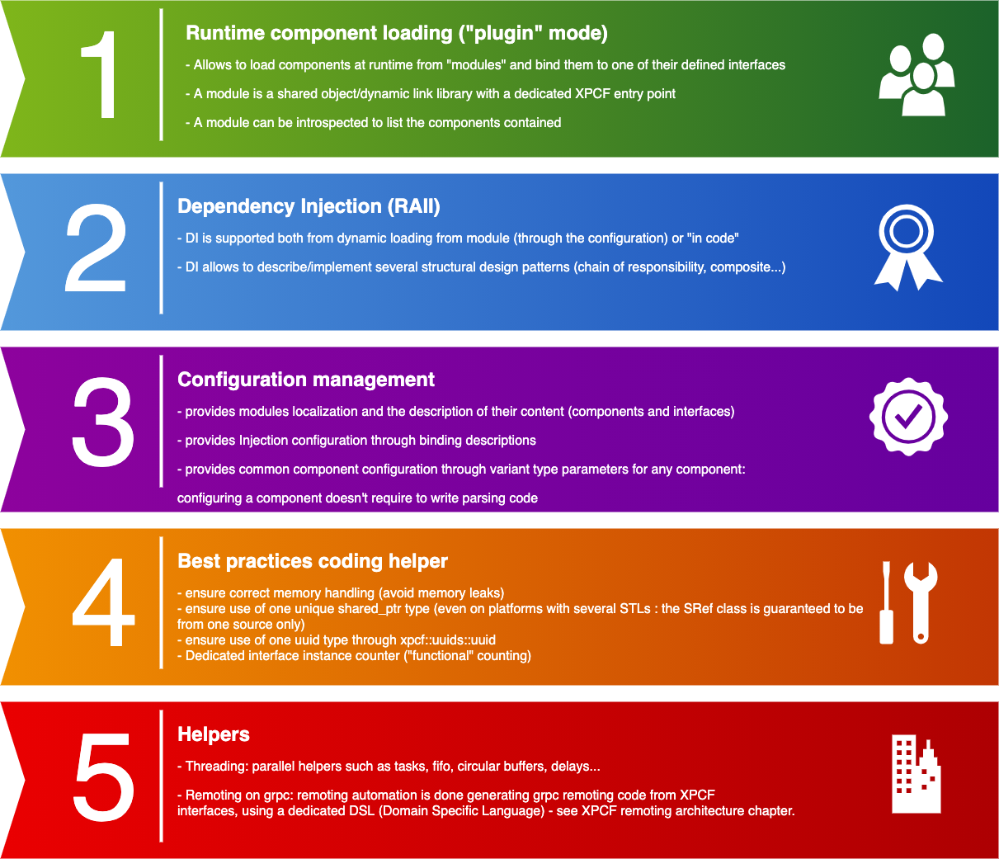 1
Runtime component loading ("plugin" mode)
- Allows to load components at runtime from "modules" and bind them to one of their defined interfaces
- A module is a shared object/dynamic link library with a dedicated XPCF entry point
- A module can be introspected to list the components contained
2
Dependency Injection (RAII)
- DI is supported both from dynamic loading from module (through the configuration) or "in code"
- DI allows to describe/implement several structural design patterns (chain of responsibility, composite...)
3
Configuration management
- provides modules localization and the description of their content (components and interfaces)
- provides Injection configuration through binding descriptions
- provides common component configuration through variant type parameters for any component:
configuring a component doesn't require to write parsing code
4
Best practices coding helper
- ensure correct memory handling (avoid memory leaks)
- ensure use of one unique shared_ptr type (even on platforms with several STLs : the SRef class is guaranteed to be
from one source only)
- ensure use of one uuid type through xpcf::uuids::uuid
- Dedicated interface instance counter ("functional" counting)
5
Helpers
- Threading: parallel helpers such as tasks, fifo, circular buffers, delays...
- Remoting on grpc: remoting automation is done generating grpc remoting code from XPCF
interfaces, using a dedicated DSL (Domain Specific Language) - see XPCF remoting architecture chapter.